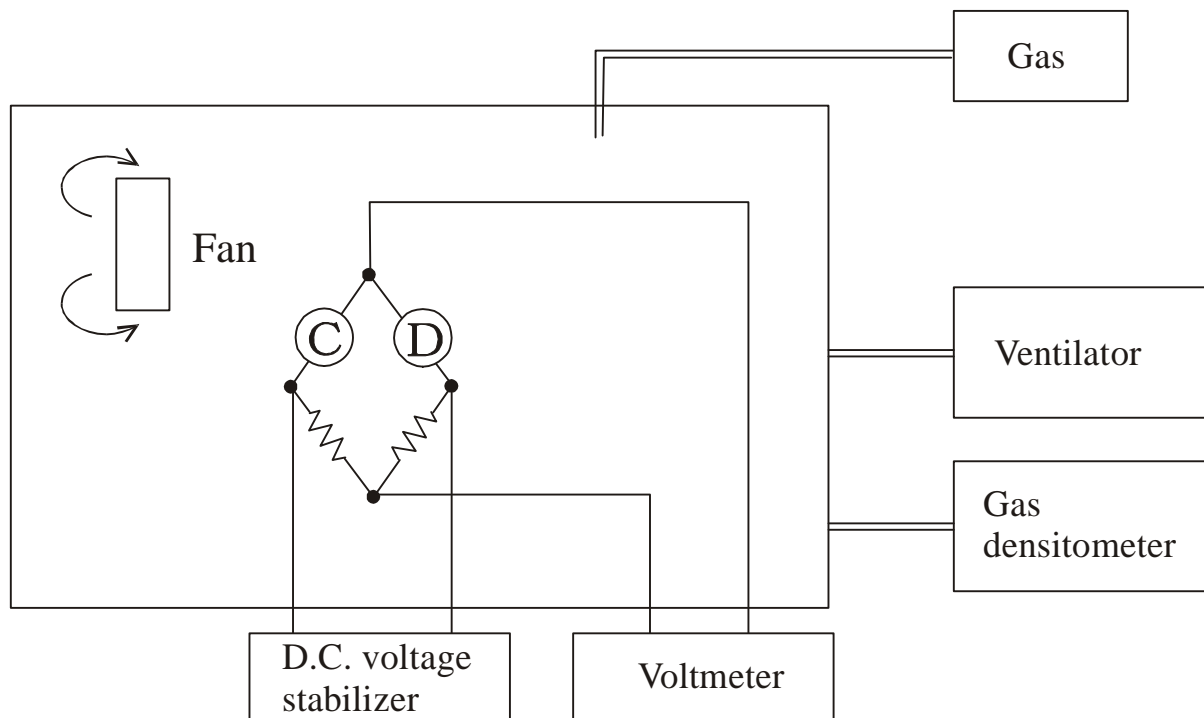 Gas
Fan
C
D
Ventilator
Gas
densitometer
D.C. voltage
stabilizer
Voltmeter